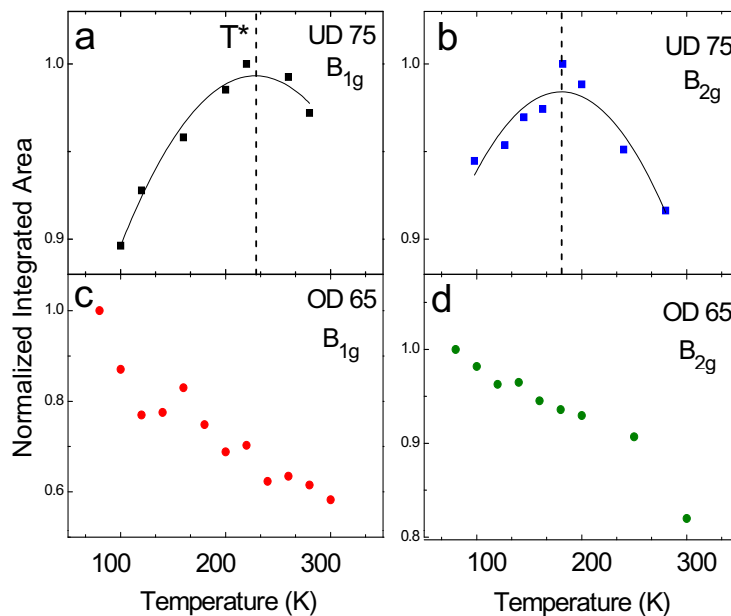 a
T*
UD 75
B1g
b
UD 75
B2g
1.0
0.9
1.0
0.9
c
OD 65
B1g
d
OD 65
B2g
1.0
0.8
0.6
1.0
0.9
0.8
100
200
300
100
200
300
Normalized Integrated Area
Temperature (K)
Temperature (K)